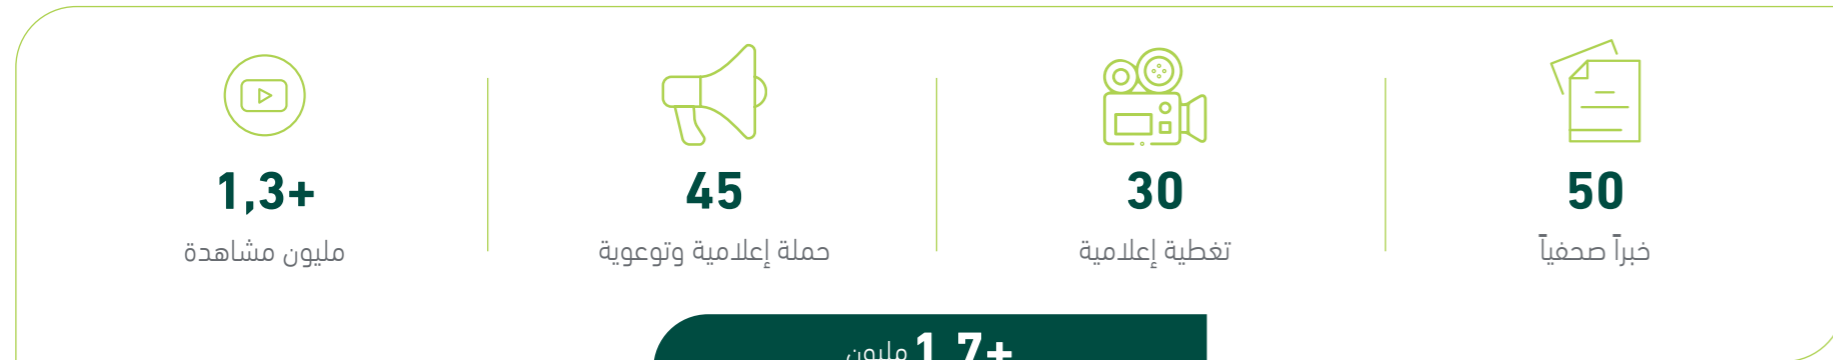 50
خبراً صحفياً
30
تغطية إعلامية
45
حملة إعلامية وتوعوية
1,3+
مليون مشاهدة
1,7+ مليون